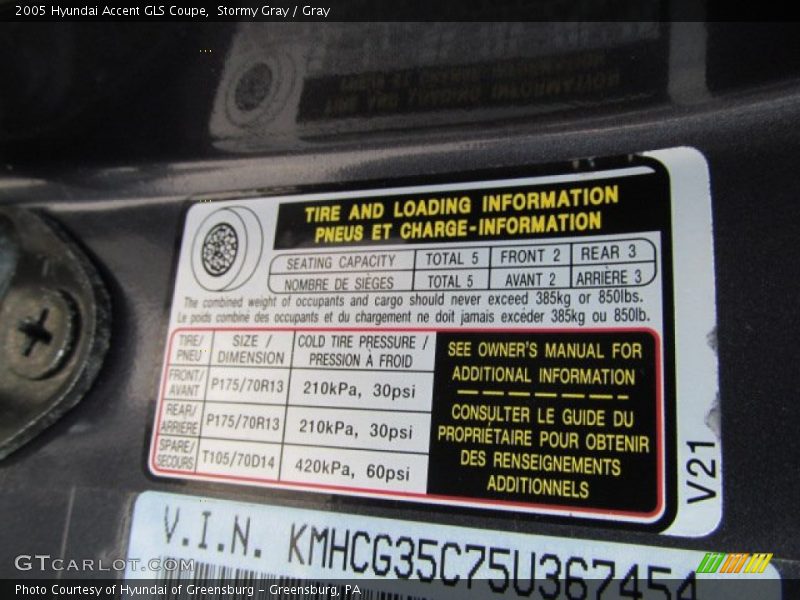 2005 Hyundai Accent GLS Coupe, Stormy Gray / Gray
TIRE AND LOADING INFORMATION
PNEUS ET CHARGE-INFORMATION
SEATING CAPACITY TOTAL 5 FRONT 2 REAR 3
NOMBRE DE SIÈGES TOTAL 5 AVANT 2 ARRIÈRE 3
The combined weight of occupants and cargo should never exceed 385kg or 850lbs.
Le poids combiné des occupants et du chargement ne doit jamais excéder 385kg ou 850lb.
TIRE/ PNEU SIZE / DIMENSION COLD TIRE PRESSURE / PRESSION À FROID
FRONT/ AVANT P175/70R13 210kPa, 30psi
REAR/ ARRIÈRE P175/70R13 210kPa, 30psi
SPARE/ SECOURS T105/70D14 420kPa, 60psi
SEE OWNER'S MANUAL FOR
ADDITIONAL INFORMATION
CONSULTER LE GUIDE DU
PROPRIÉTAIRE POUR OBTENIR
DES RENSEIGNEMENTS
ADDITIONNELS
V21
V.I.N. KMHCG35C75U367454
GTCarLot.com
Photo Courtesy of Hyundai of Greensburg - Greensburg, PA